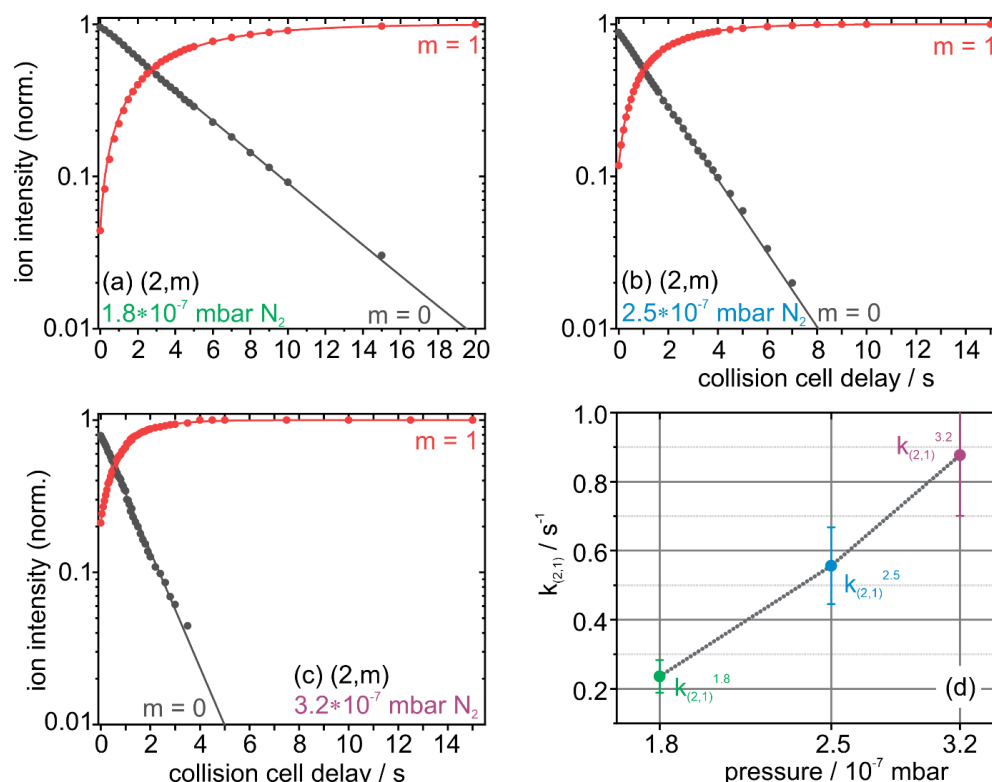 1
0.1
0.01
ion intensity (norm.)
m = 1
(a) (2,m)
1.8*10⁻⁷ mbar N₂
m = 0
0 2 4 6 8 10 12 14 16 18 20
1
0.1
0.01
m = 1
(b) (2,m)
2.5*10⁻⁷ mbar N₂
m = 0
0 2 4 6 8 10 12 14
collision cell delay / s
1
0.1
0.01
ion intensity (norm.)
m = 1
(c) (2,m)
3.2*10⁻⁷ mbar N₂
m = 0
0 2 4 6 8 10 12 14
collision cell delay / s
1.0
0.8
0.6
0.4
0.2
k₍₂,₁₎ / s⁻¹
k₍₂,₁₎³·²
k₍₂,₁₎²·⁵
k₍₂,₁₎¹·⁸
(d)
1.8 2.5 3.2
pressure / 10⁻⁷ mbar